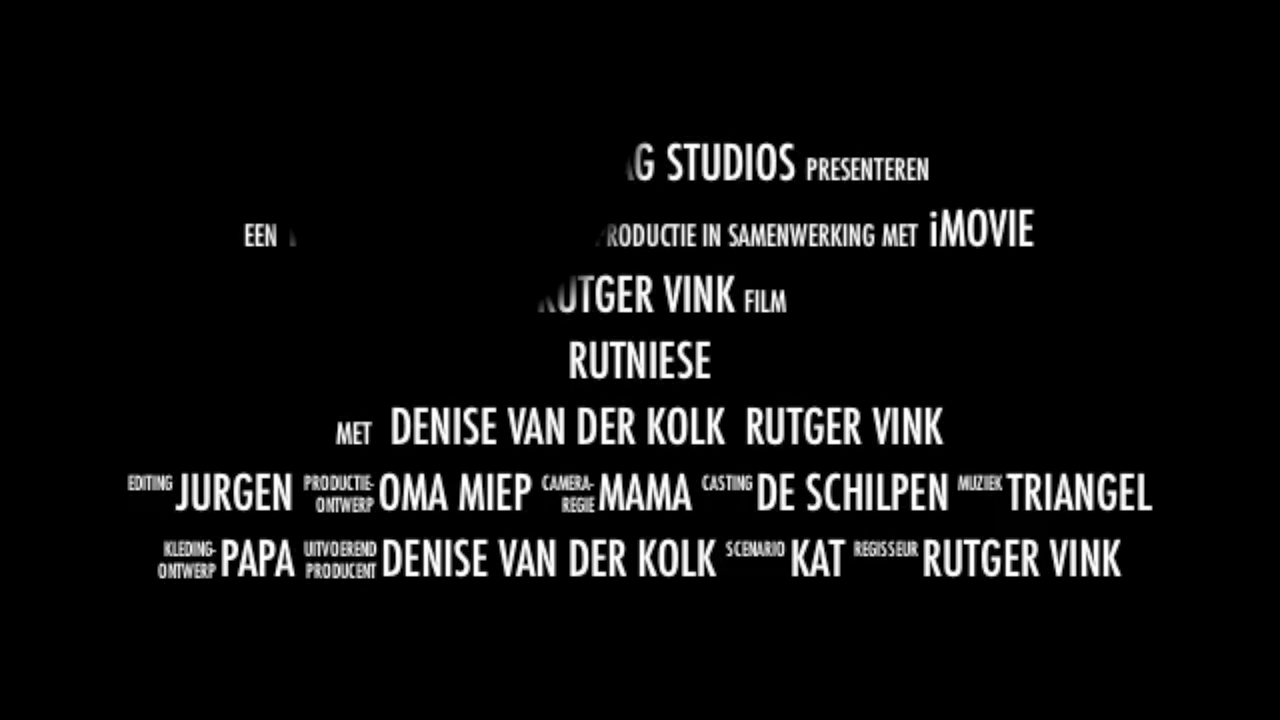 STUDIOS PRESENTEREN
EEN PRODUCTIE IN SAMENWERKING MET iMOVIE
RUTGER VINK FILM
RUTNIESE
MET DENISE VAN DER KOLK RUTGER VINK
EDITING JURGEN PRODUCTIE-ONTWERP OMA MIEP CAMERA-REGIE MAMA CASTING DE SCHILPEN MUZIEK TRIANGEL
KLEDING-ONTWERP PAPA UITVOEREND PRODUCENT DENISE VAN DER KOLK SCENARIO KAT REGISSEUR RUTGER VINK